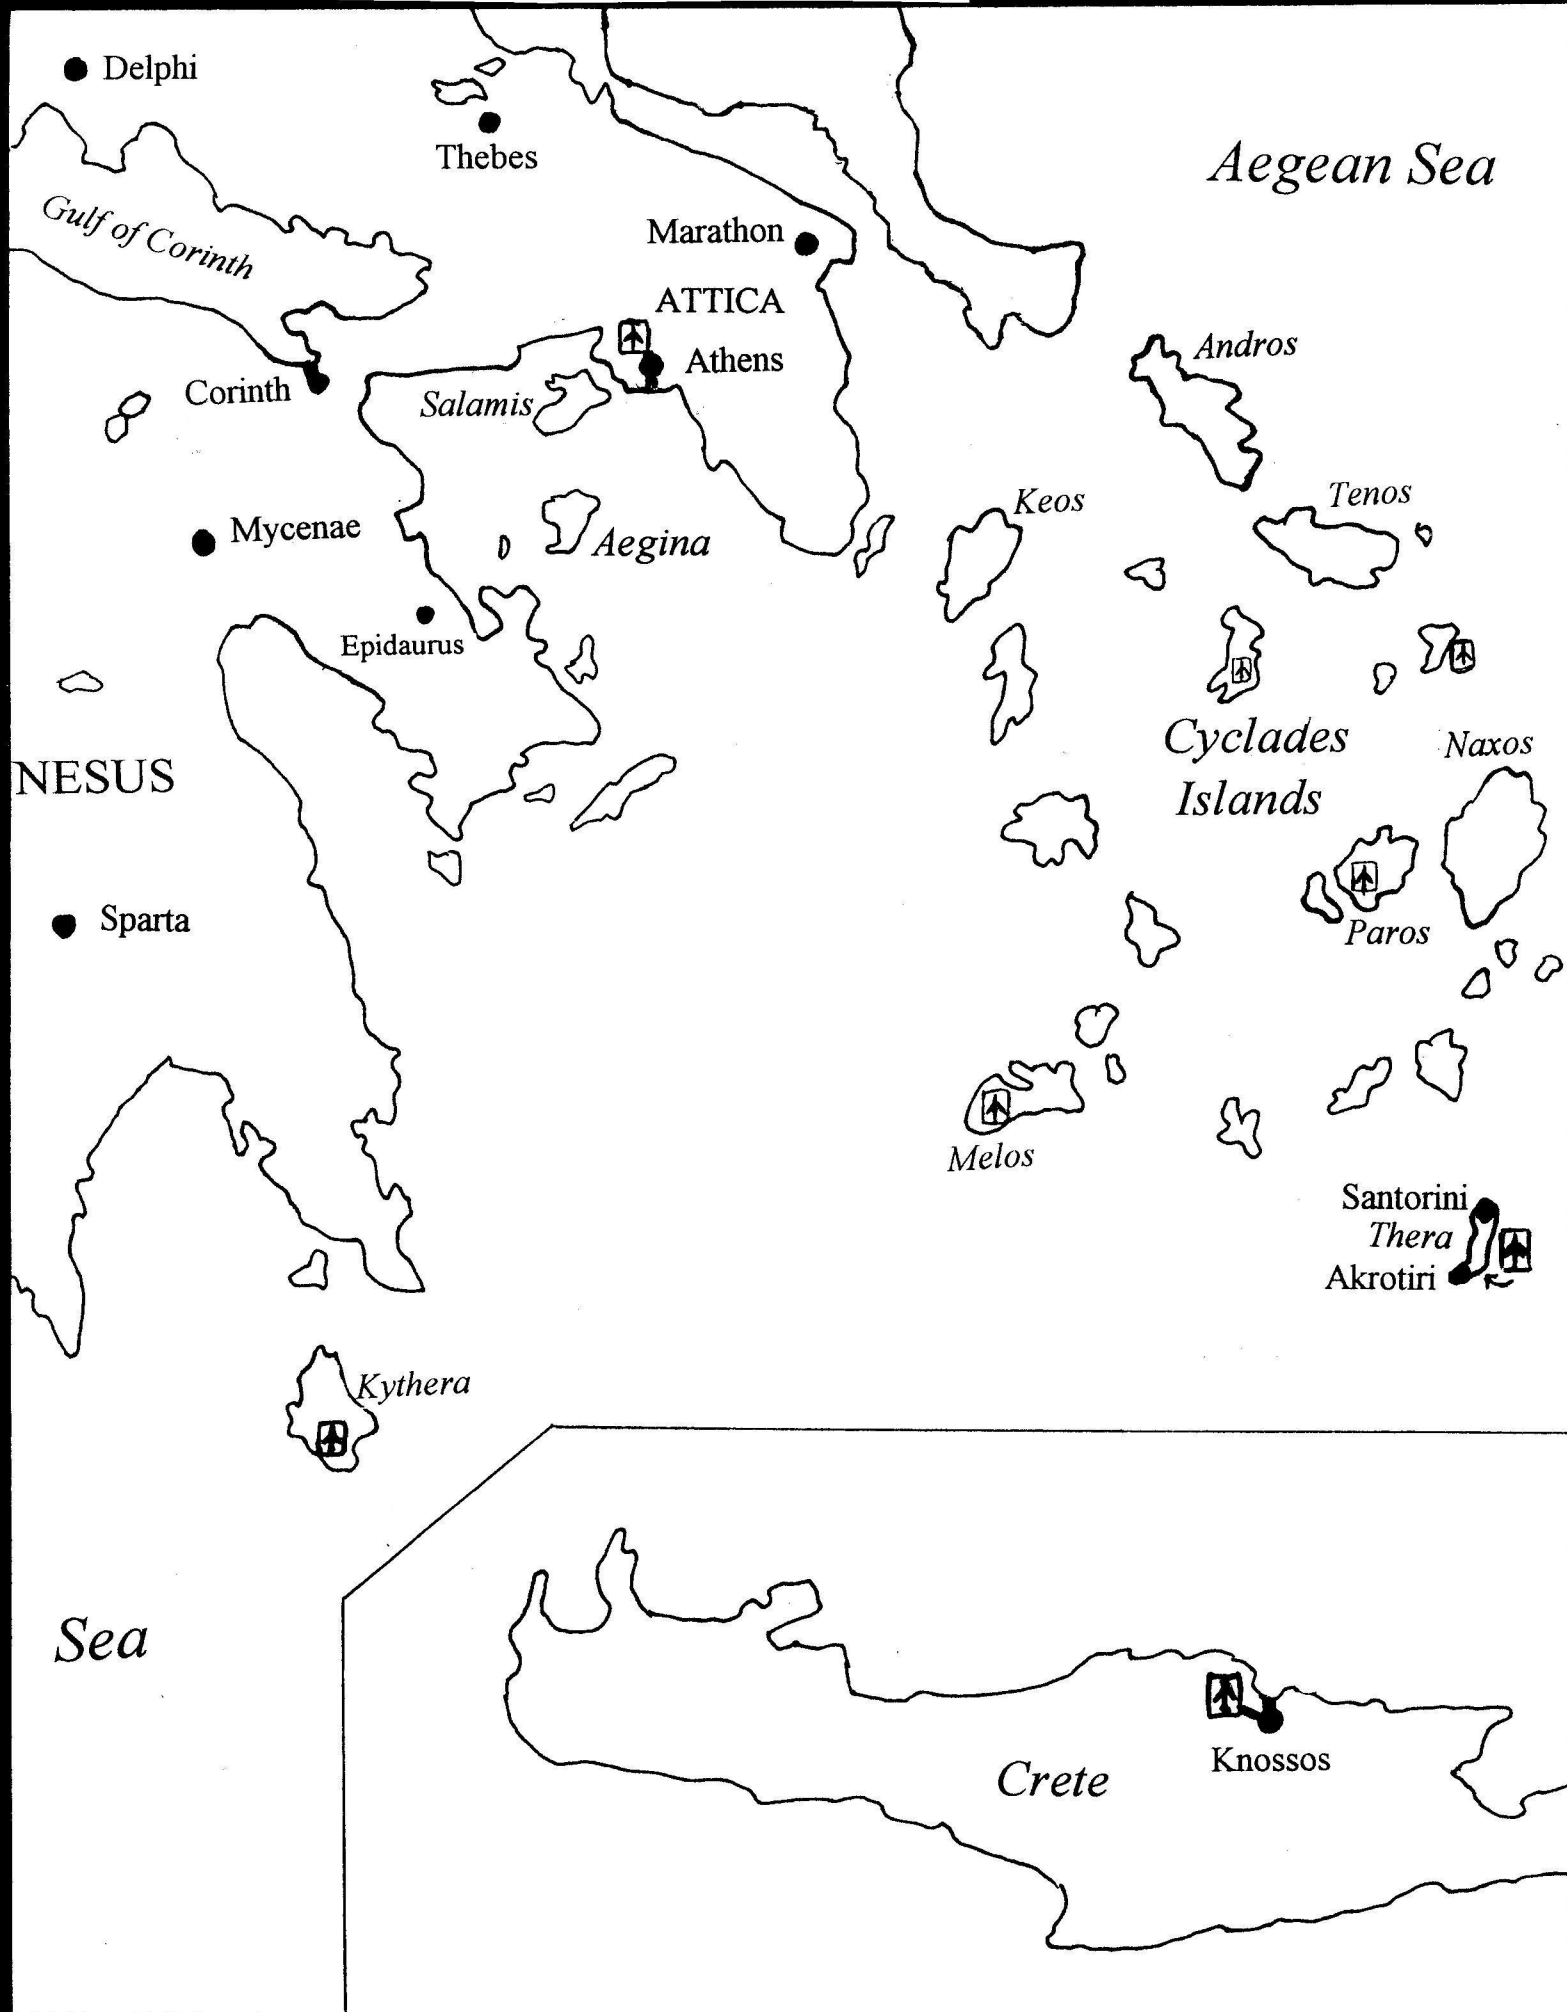 Delphi
Thebes
Aegean Sea
Gulf of Corinth
Marathon
ATTICA
Andros
Athens
Corinth
Salamis
Keos
Tenos
Mycenae
Aegina
Epidaurus
Cyclades
Islands
Naxos
NESUS
Sparta
Paros
Melos
Santorini
Thera
Akrotiri
Kythera
Sea
Knossos
Crete